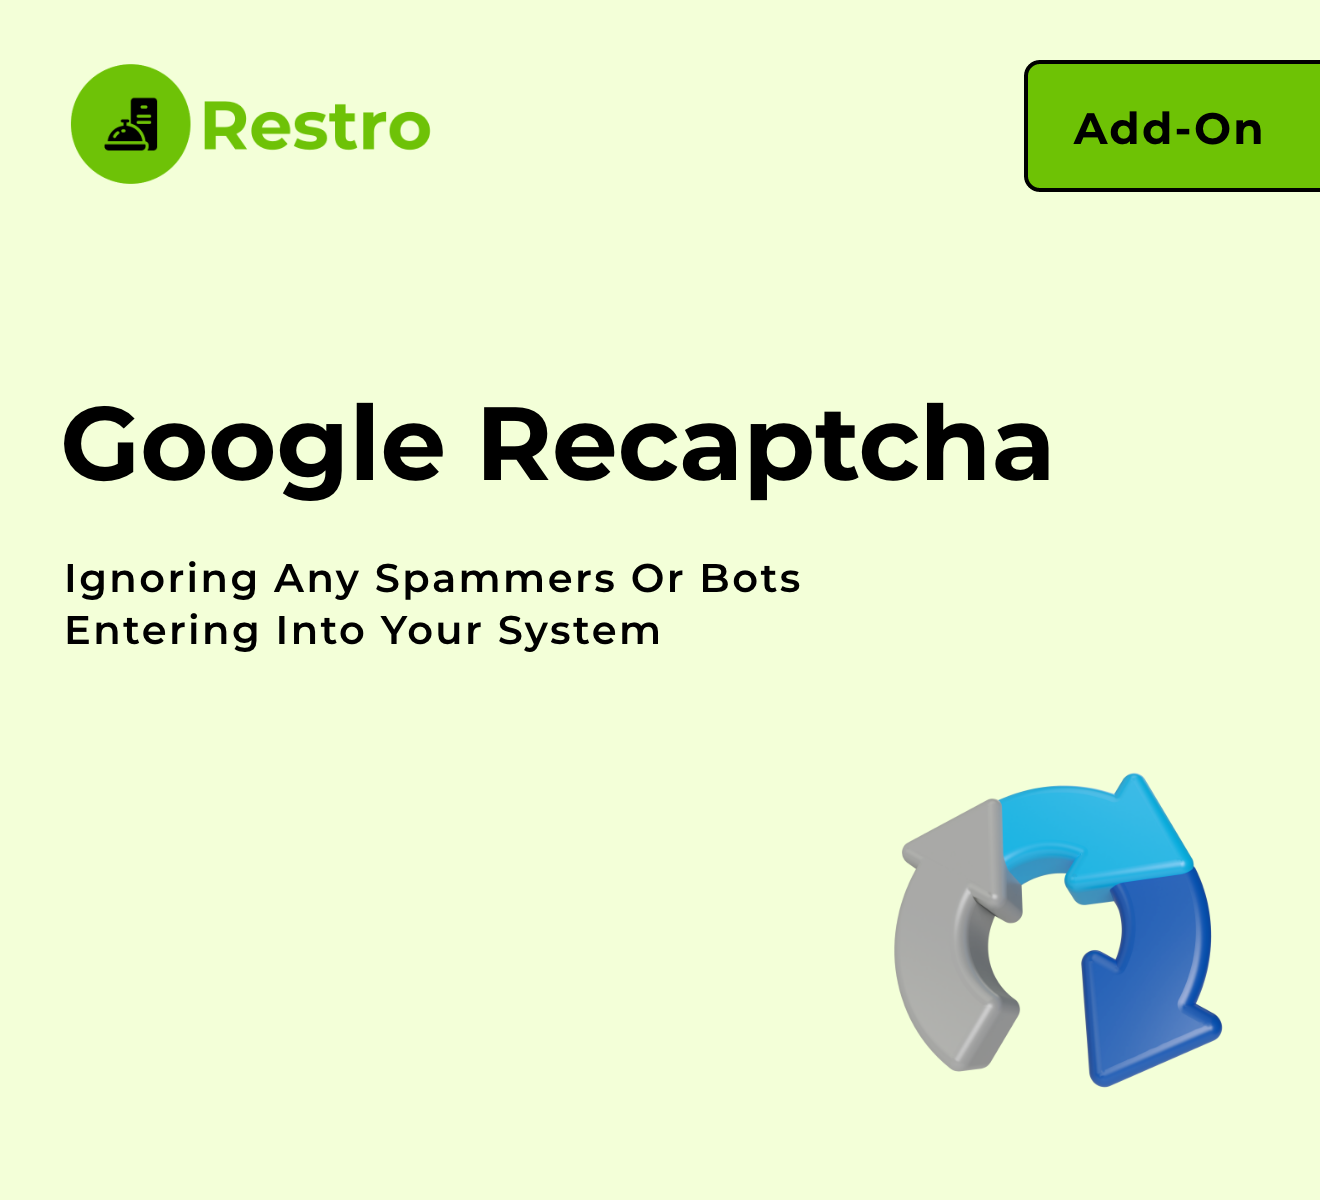 Restro
Add-On
Google Recaptcha
Ignoring Any Spammers Or Bots
Entering Into Your System